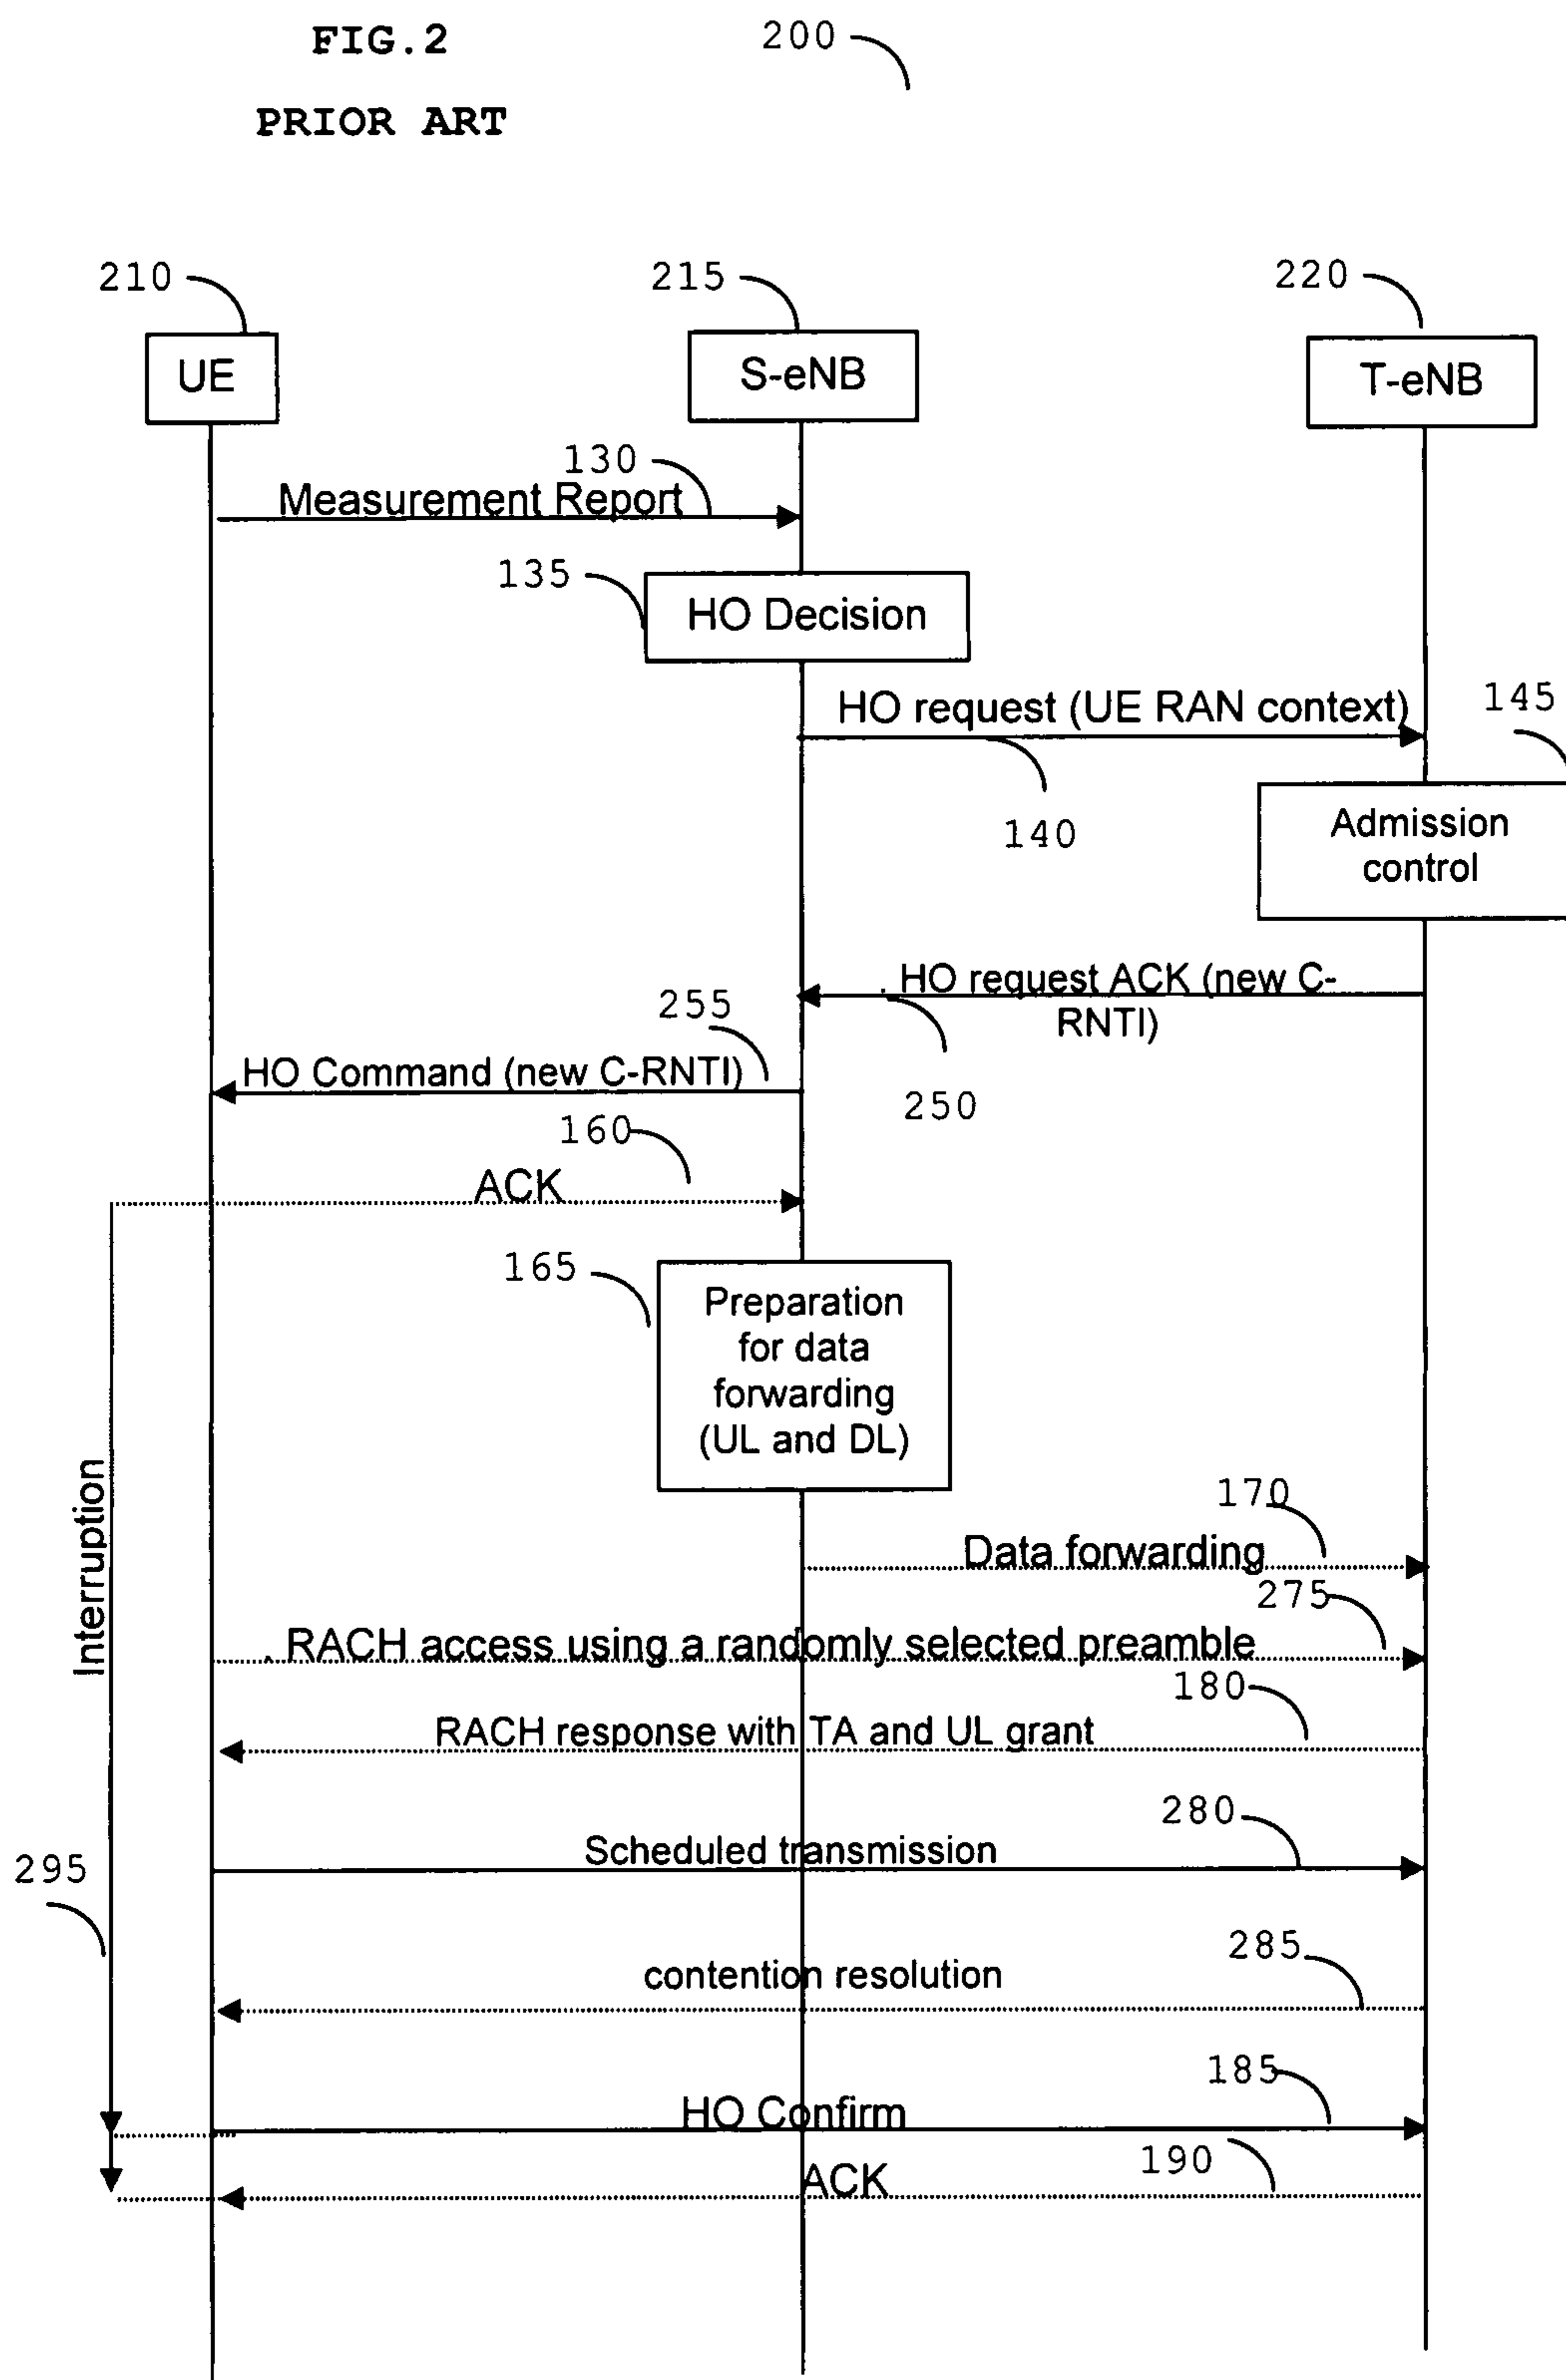 FIG.2
200
PRIOR ART
210
215
220
UE
S-eNB
T-eNB
130
Measurement Report
135
HO Decision
HO request (UE RAN context)
145
140
Admission
control
HO request ACK (new C-
RNTI)
255
HO Command (new C-RNTI)
250
160
ACK
165
Preparation
for data
forwarding
(UL and DL)
Interruption
170
Data forwarding
275
RACH access using a randomly selected preamble
180
RACH response with TA and UL grant
280
Scheduled transmission
295
285
contention resolution
185
HO Confirm
190
ACK